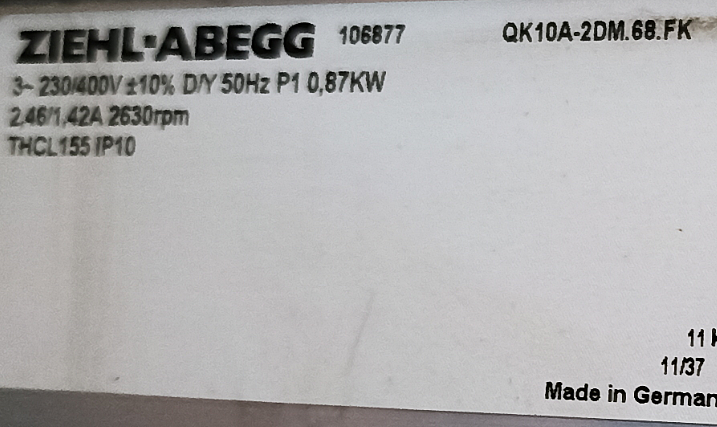 ZIEHL-ABEGG 106877 QK10A-2DM.68.FK
3~ 230/400V ±10% D/Y 50Hz P1 0,87KW
2,46/1,42A 2630rpm
THCL155 IP10
11 k
11/37
Made in German